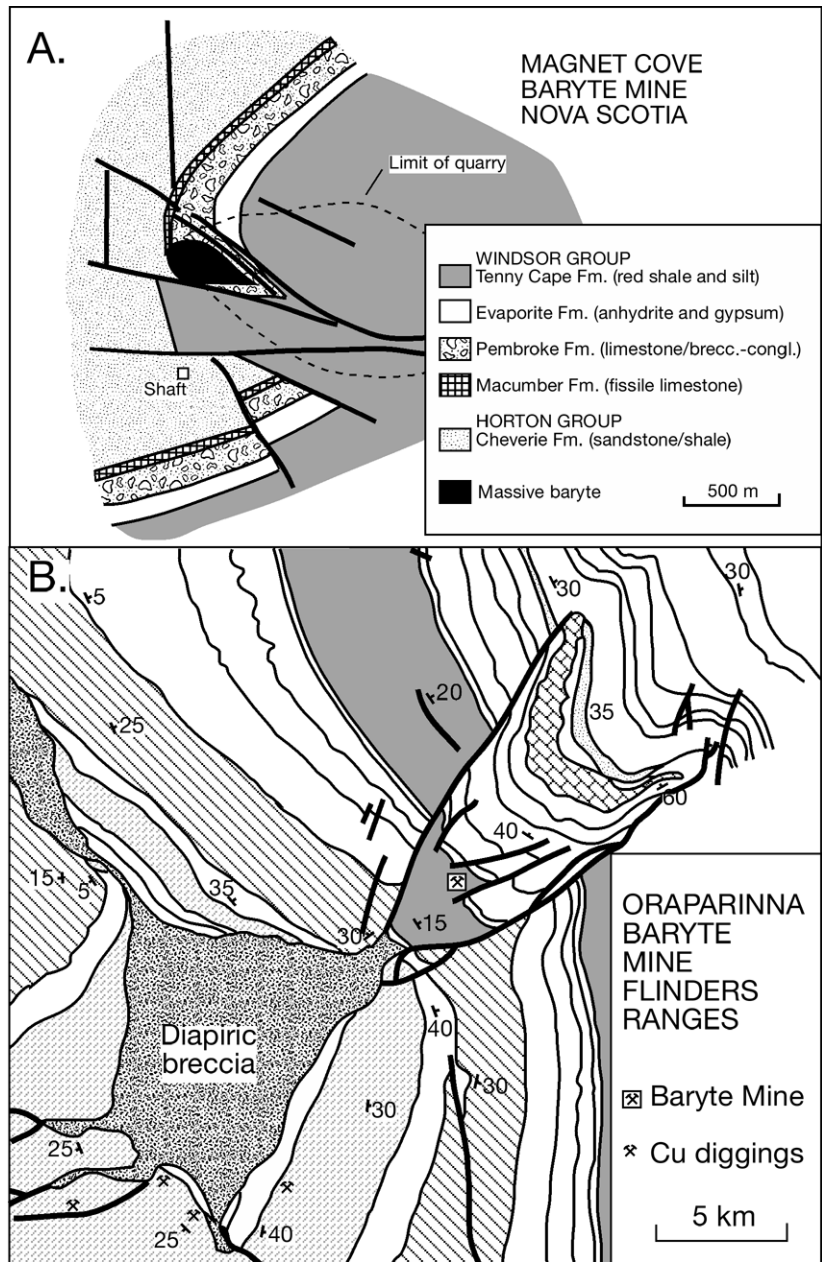 A.
MAGNET COVE
BARYTE MINE
NOVA SCOTIA
Limit of quarry
Shaft
WINDSOR GROUP
Tenny Cape Fm. (red shale and silt)
Evaporite Fm. (anhydrite and gypsum)
Pembroke Fm. (limestone/brecc.-congl.)
Macumber Fm. (fissile limestone)
HORTON GROUP
Cheverie Fm. (sandstone/shale)
Massive baryte
500 m
B.
5
30
30
20
25
35
60
40
15
5
35
30
15
Diapiric
breccia
40
30
30
25
25
40
ORAPARINNA
BARYTE
MINE
FLINDERS
RANGES
Baryte Mine
Cu diggings
5 km